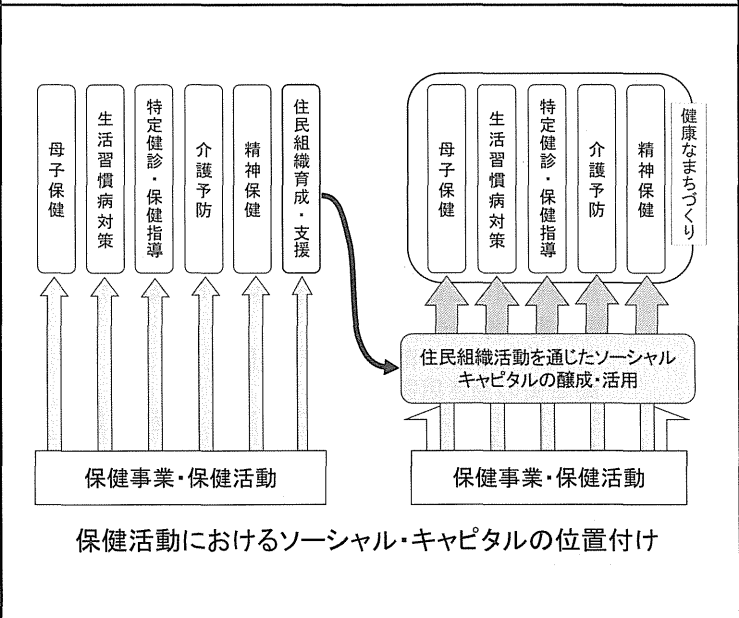 母子保健
生活習慣病対策
特定健診・保健指導
介護予防
精神保健
住民組織育成・支援
保健事業・保健活動
母子保健
生活習慣病対策
特定健診・保健指導
介護予防
精神保健
健康なまちづくり
住民組織活動を通じたソーシャル
キャピタルの醸成・活用
保健事業・保健活動
保健活動におけるソーシャル・キャピタルの位置付け